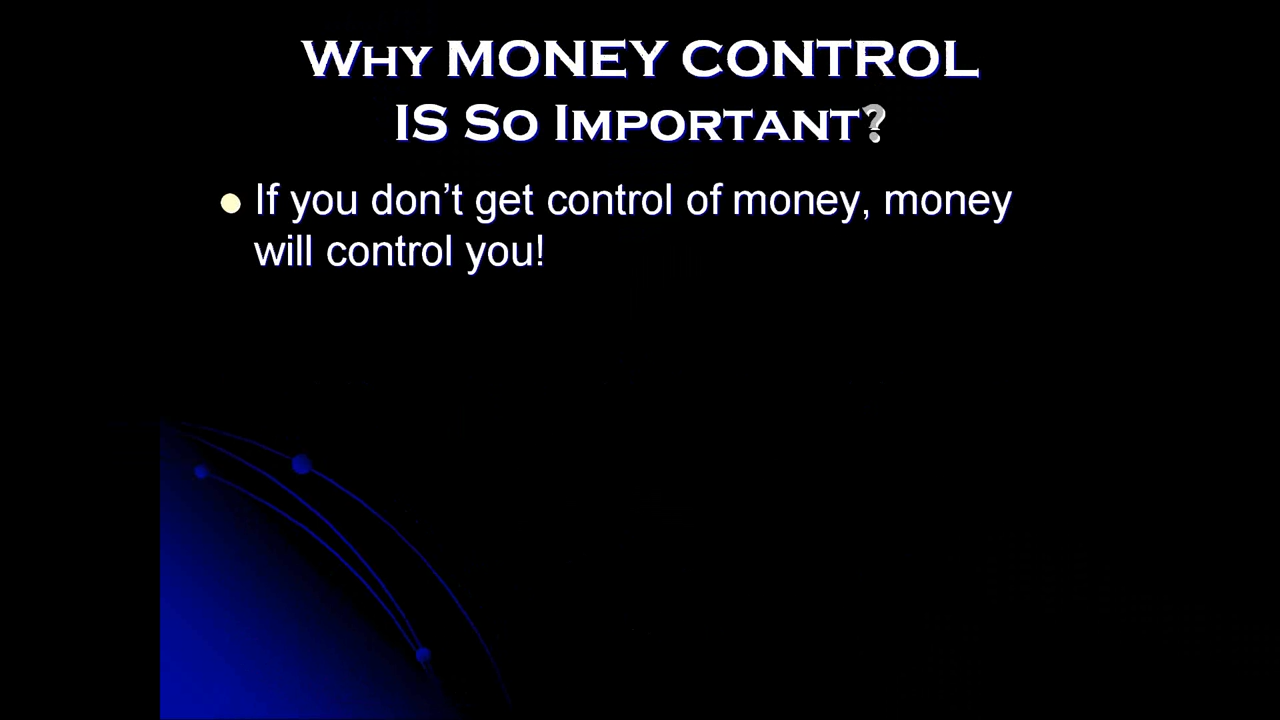 Why MONEY CONTROL
IS So Important?
If you don’t get control of money, money
will control you!